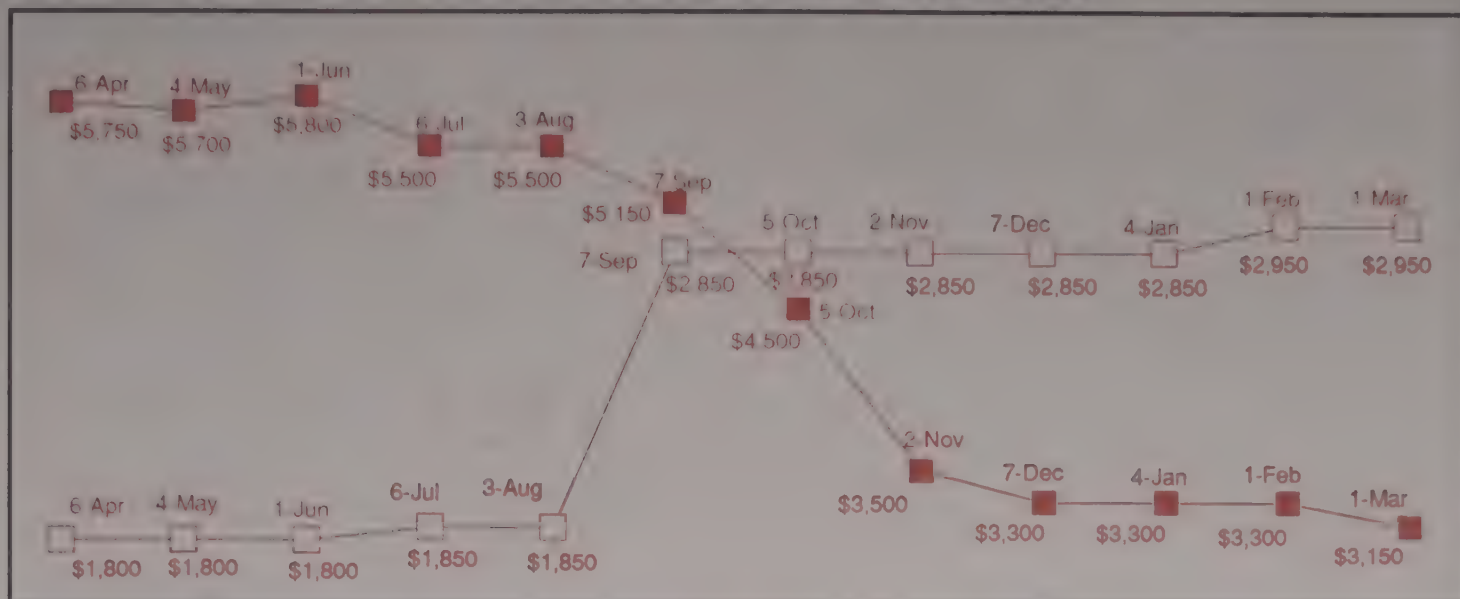 6 Apr
4 May
1-Jun
6 Jul
3 Aug
7 Sep
$5,750
$5 700
$5,800
$5 500
$5 500
$5 150
7-Sep
5 Oct
2 Nov
7-Dec
4-Jan
1 Feb
1 Mar
$2 850
$2,850
$2,850
$2,850
$2,950
$2,950
5 Oct
$4 500
2-Nov
7-Dec
4-Jan
1-Feb
1-Mar
$3,500
$3,300
$3,300
$3,300
$3,150
6 Apr
4 May
1 Jun
6-Jul
3-Aug
$1,800
$1,800
$1,800
$1,850
$1,850